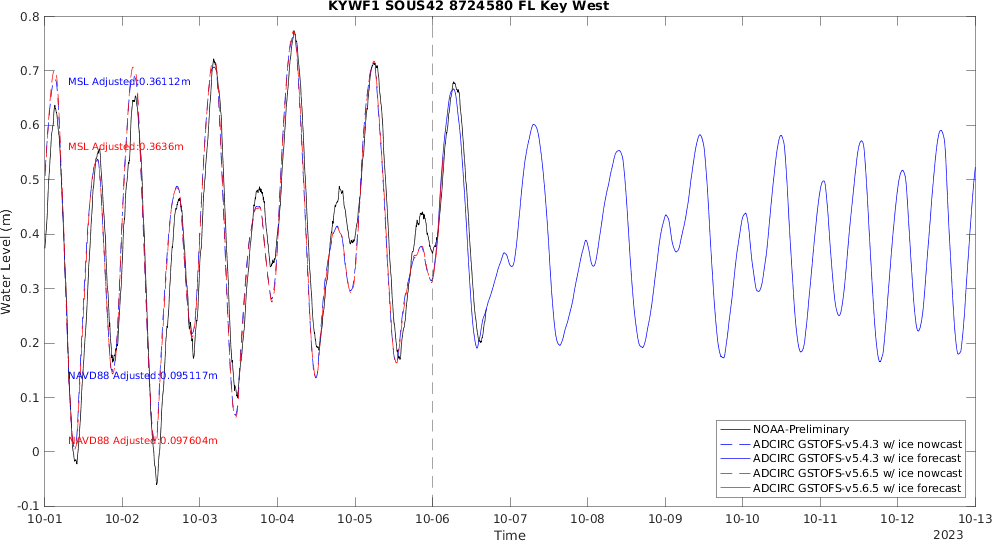 KYWF1 SOUS42 8724580 FL Key West
0.8
0.7
MSL Adjusted:0.36112m
0.6
MSL Adjusted:0.3636m
0.5
0.4
Water Level (m)
0.3
0.2
NAVD88 Adjusted:0.095117m
0.1
NAVD88 Adjusted:0.097604m
0
-0.1
NOAA-Preliminary
ADCIRC GSTOFS-v5.4.3 w/ ice nowcast
ADCIRC GSTOFS-v5.4.3 w/ ice forecast
ADCIRC GSTOFS-v5.6.5 w/ ice nowcast
ADCIRC GSTOFS-v5.6.5 w/ ice forecast
10-01 10-02 10-03 10-04 10-05 10-06 10-07 10-08 10-09 10-10 10-11 10-12 10-13
Time
2023